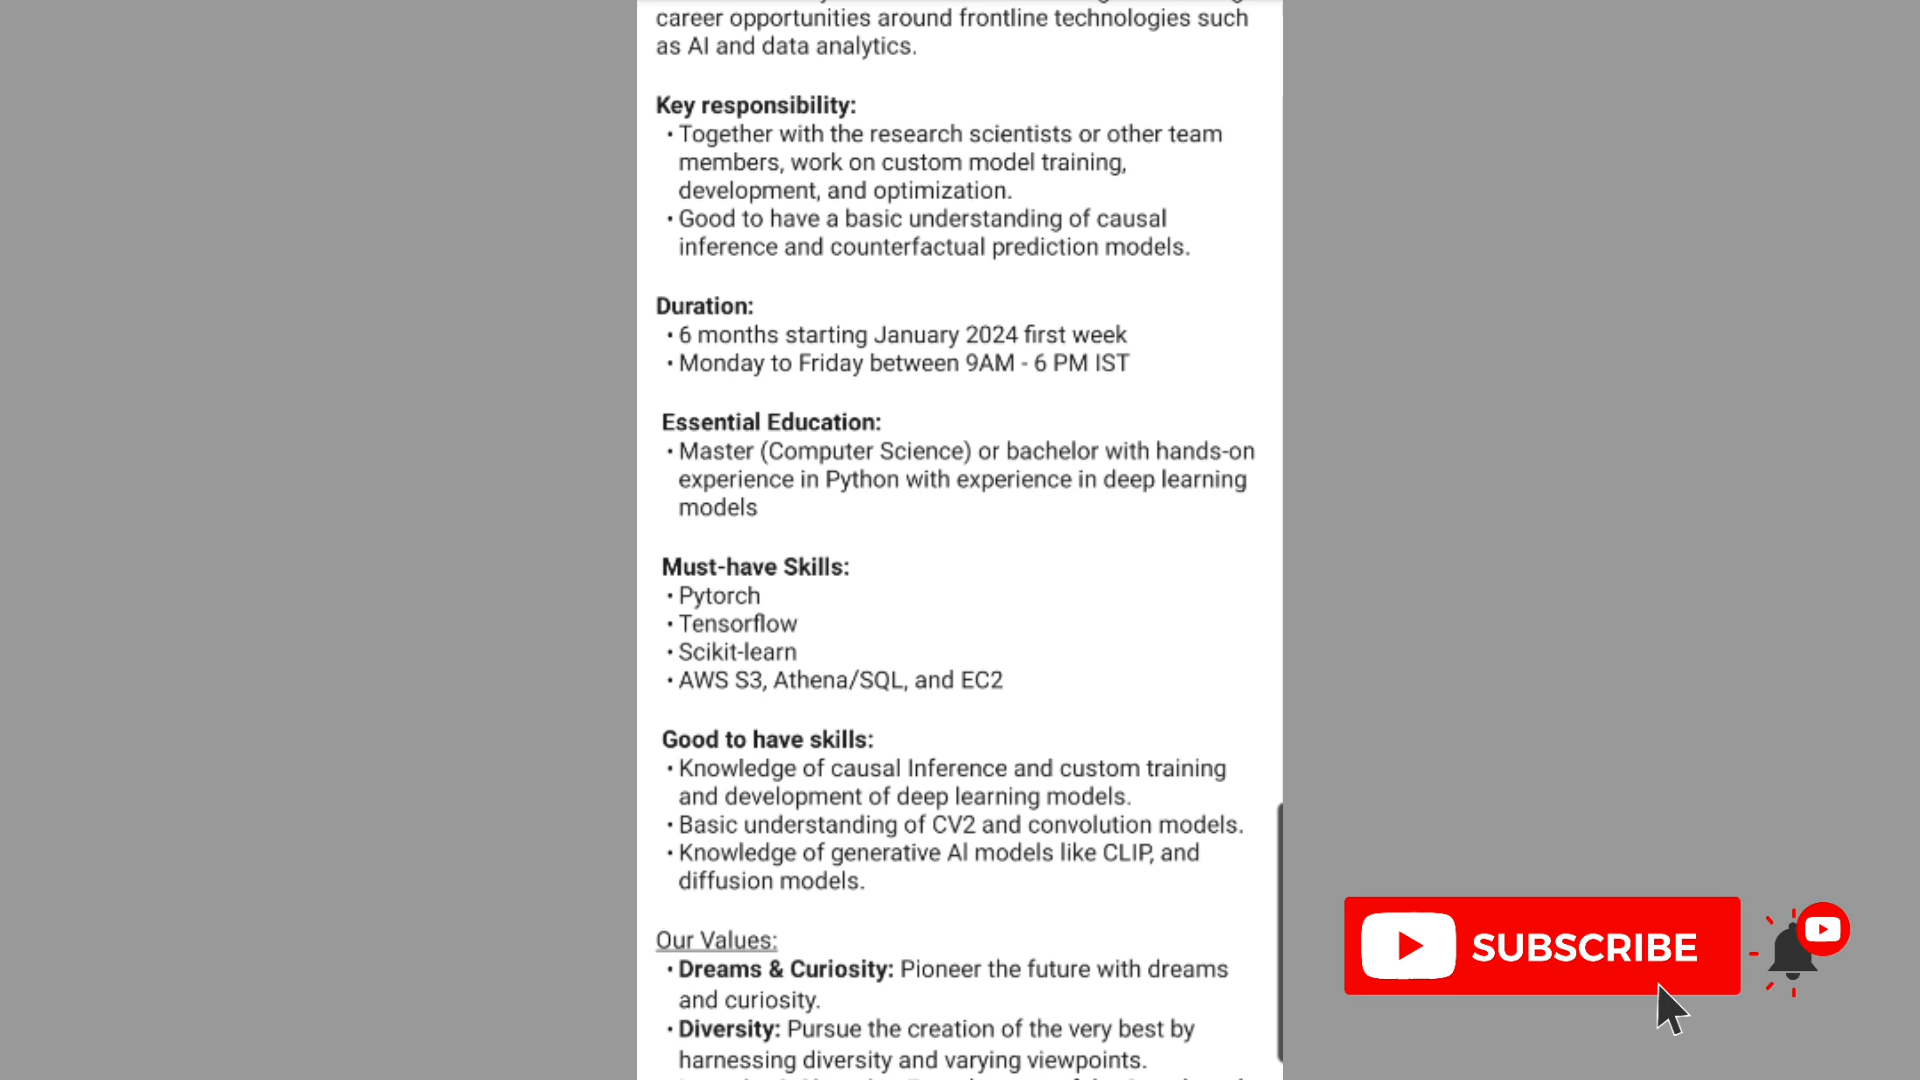 career opportunities around frontline technologies such
as AI and data analytics.
Key responsibility:
• Together with the research scientists or other team
members, work on custom model training,
development, and optimization.
• Good to have a basic understanding of causal
inference and counterfactual prediction models.
Duration:
• 6 months starting January 2024 first week
• Monday to Friday between 9AM - 6 PM IST
Essential Education:
• Master (Computer Science) or bachelor with hands-on
experience in Python with experience in deep learning
models
Must-have Skills:
• Pytorch
• Tensorflow
• Scikit-learn
• AWS S3, Athena/SQL, and EC2
Good to have skills:
• Knowledge of causal Inference and custom training
and development of deep learning models.
• Basic understanding of CV2 and convolution models.
• Knowledge of generative AI models like CLIP, and
diffusion models.
Our Values:
• Dreams & Curiosity: Pioneer the future with dreams
and curiosity.
• Diversity: Pursue the creation of the very best by
harnessing diversity and varying viewpoints.
SUBSCRIBE